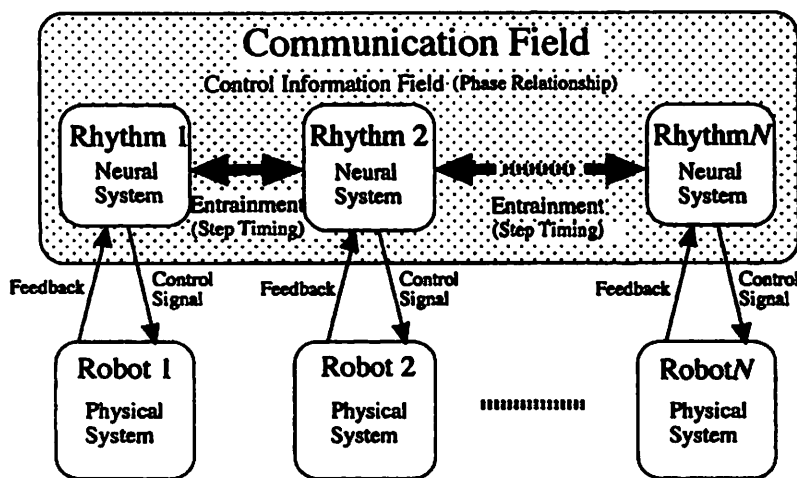 Communication Field
Control Information Field (Phase Relationship)
Rhythm 1
Neural
System
Rhythm 2
Neural
System
RhythmN
Neural
System
Entrainment
(Step Timing)
Entrainment
(Step Timing)
Feedback
Control
Signal
Feedback
Control
Signal
Feedback
Control
Signal
Robot 1
Physical
System
Robot 2
Physical
System
RobotN
Physical
System